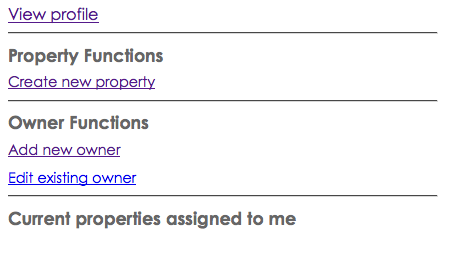 View profile
Property Functions
Create new property
Owner Functions
Add new owner
Edit existing owner
Current properties assigned to me